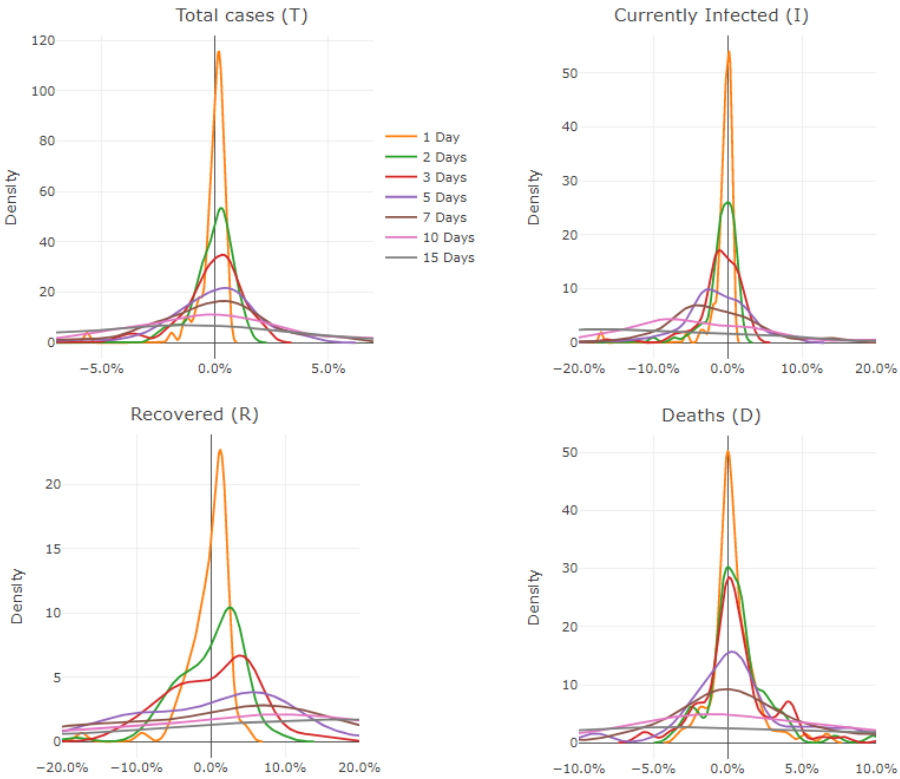 Total cases (T)
Density
120
100
80
60
40
20
0
−5.0%
0.0%
5.0%
1 Day
2 Days
3 Days
5 Days
7 Days
10 Days
15 Days
Currently Infected (I)
Density
50
40
30
20
10
0
−20.0%
−10.0%
0.0%
10.0%
20.0%
Recovered (R)
Density
20
15
10
5
0
−20.0%
−10.0%
0.0%
10.0%
20.0%
Deaths (D)
Density
50
40
30
20
10
0
−10.0%
−5.0%
0.0%
5.0%
10.0%